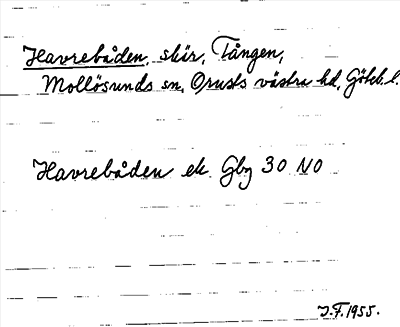 Havrebåden, skär, Tången,
Mollösunds sn, Orusts västra hd, Göteb. l.
Havrebåden ek Gbg 30 NO
J.F. 1955.